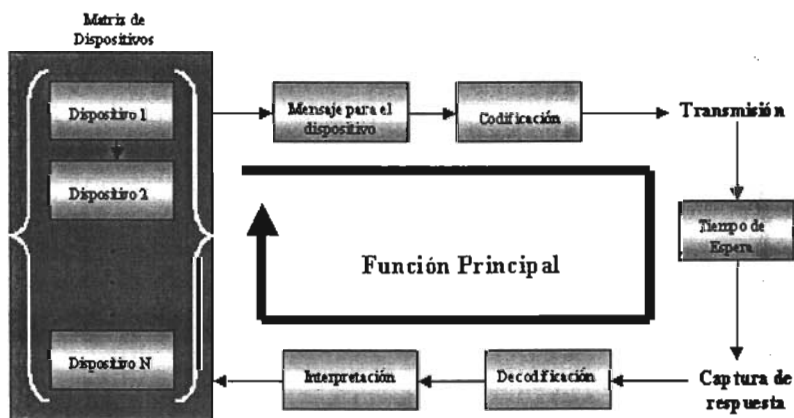 Matriz de
Dispositivos
Dispositivo 1
Dispositivo 2
Dispositivo N
Mensaje para el
dispositivo
Codificación
Transmisión
Tiempo de
Espera
Captura de
respuesta
Decodificación
Interpretación
Función Principal